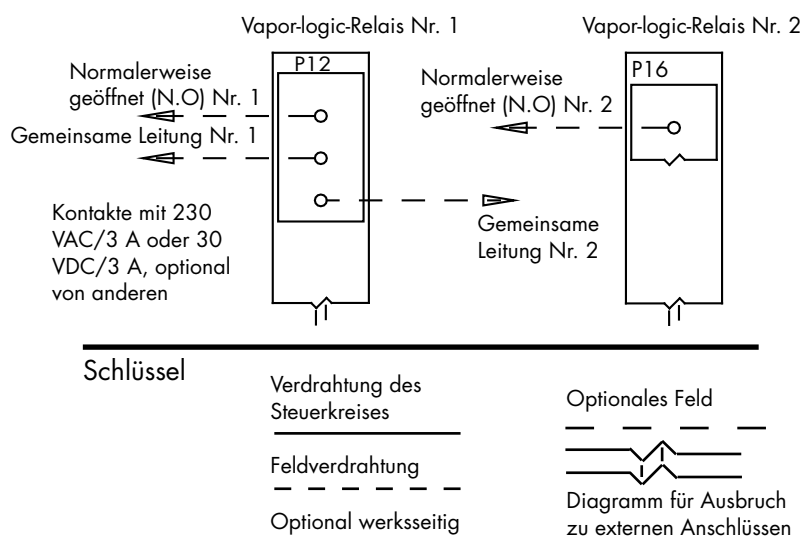 Vapor-logic-Relais Nr. 1
Vapor-logic-Relais Nr. 2
P12
Normalerweise
geöffnet (N.O) Nr. 1
Gemeinsame Leitung Nr. 1
Kontakte mit 230
VAC/3 A oder 30
VDC/3 A, optional
von anderen
Gemeinsame
Leitung Nr. 2
P16
Normalerweise
geöffnet (N.O) Nr. 2
Schlüssel
Verdrahtung des
Steuerkreises
Feldverdrahtung
Optional werksseitig
Optionales Feld
Diagramm für Ausbruch
zu externen Anschlüssen